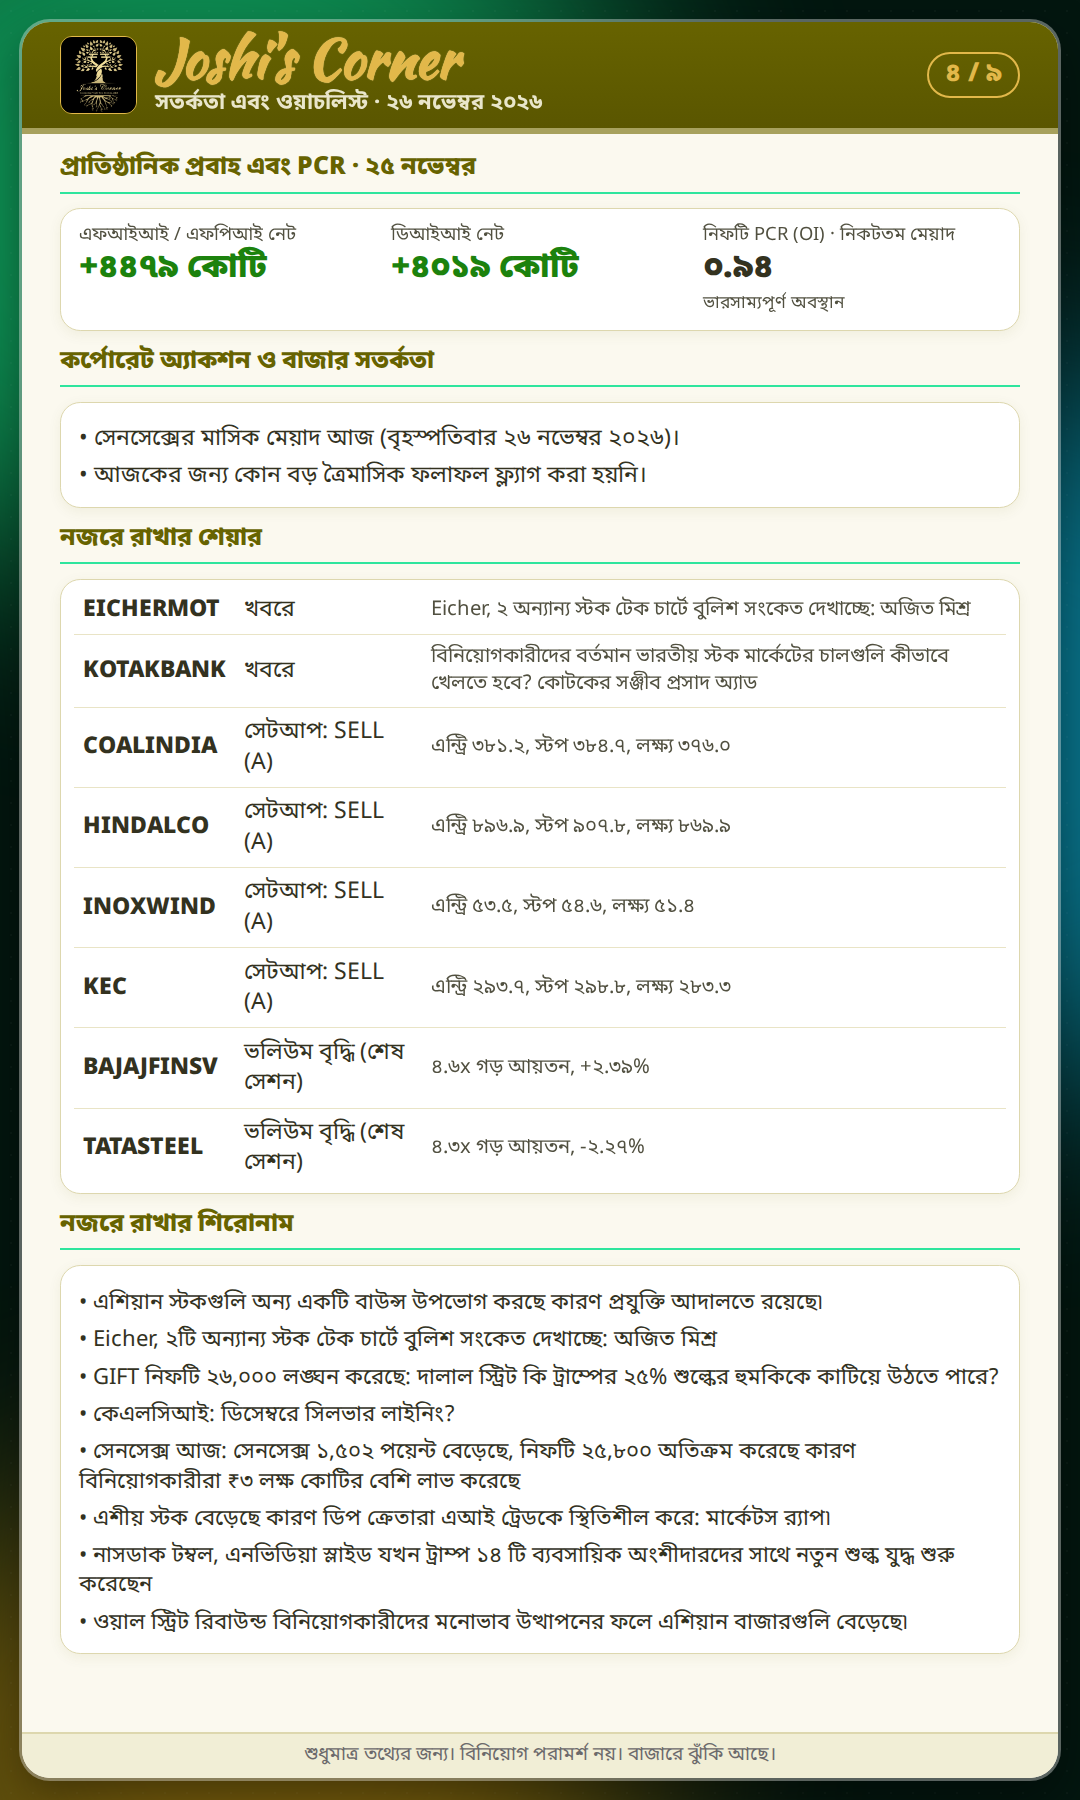 Joshi's Corner
সতর্কতা এবং ওয়াচলিস্ট · ২৬ নভেম্বর ২০২৬
৪ / ৯
প্রাতিষ্ঠানিক প্রবাহ এবং PCR · ২৫ নভেম্বর
এফআইআই / এফপিআই নেট
+৪৪৭৯ কোটি
ডিআইআই নেট
+৪০১৯ কোটি
নিফটি PCR (OI) · নিকটতম মেয়াদ
০.৯৪
ভারসাম্যপূর্ণ অবস্থান
কর্পোরেট অ্যাকশন ও বাজার সতর্কতা
• সেনসেক্সের মাসিক মেয়াদ আজ (বৃহস্পতিবার ২৬ নভেম্বর ২০২৬)।
• আজকের জন্য কোন বড় ত্রৈমাসিক ফলাফল ফ্ল্যাগ করা হয়নি।
নজরে রাখার শেয়ার
EICHERMOT খবরে Eicher, ২ অন্যান্য স্টক টেক চার্টে বুলিশ সংকেত দেখাচ্ছে: অজিত মিশ্র
KOTAKBANK খবরে বিনিয়োগকারীদের বর্তমান ভারতীয় স্টক মার্কেটের চালগুলি কীভাবে
খেলতে হবে? কোটকের সঞ্জীব প্রসাদ অ্যাড
COALINDIA সেটআপ: SELL
(A) এন্ট্রি ৩৮১.২, স্টপ ৩৮৪.৭, লক্ষ্য ৩৭৬.০
HINDALCO সেটআপ: SELL
(A) এন্ট্রি ৮৯৬.৯, স্টপ ৯০৭.৮, লক্ষ্য ৮৬৯.৯
INOXWIND সেটআপ: SELL
(A) এন্ট্রি ৫৩.৫, স্টপ ৫৪.৬, লক্ষ্য ৫১.৪
KEC সেটআপ: SELL
(A) এন্ট্রি ২৯৩.৭, স্টপ ২৯৮.৮, লক্ষ্য ২৮৩.৩
BAJAJFINSV ভলিউম বৃদ্ধি (শেষ
সেশন) ৪.৬x গড় আয়তন, +২.৩৯%
TATASTEEL ভলিউম বৃদ্ধি (শেষ
সেশন) ৪.৩x গড় আয়তন, -২.২৭%
নজরে রাখার শিরোনাম
• এশিয়ান স্টকগুলি অন্য একটি বাউন্স উপভোগ করছে কারণ প্রযুক্তি আদালতে রয়েছে৷
• Eicher, ২টি অন্যান্য স্টক টেক চার্টে বুলিশ সংকেত দেখাচ্ছে: অজিত মিশ্র
• GIFT নিফটি ২৬,০০০ লঙ্ঘন করেছে: দালাল স্ট্রিট কি ট্রাম্পের ২৫% শুল্কের হুমকিকে কাটিয়ে উঠতে পারে?
• কেএলসিআই: ডিসেম্বরে সিলভার লাইনিং?
• সেনসেক্স আজ: সেনসেক্স ১,৫০২ পয়েন্ট বেড়েছে, নিফটি ২৫,৮০০ অতিক্রম করেছে কারণ
বিনিয়োগকারীরা ₹৩ লক্ষ কোটির বেশি লাভ করেছে
• এশীয় স্টক বেড়েছে কারণ ডিপ ক্রেতারা এআই ট্রেডকে স্থিতিশীল করে: মার্কেটস র‍্যাপ৷
• নাসডাক টম্বল, এনভিডিয়া স্লাইড যখন ট্রাম্প ১৪ টি ব্যবসায়িক অংশীদারদের সাথে নতুন শুল্ক যুদ্ধ শুরু
করেছেন
• ওয়াল স্ট্রিট রিবাউন্ড বিনিয়োগকারীদের মনোভাব উত্থাপনের ফলে এশিয়ান বাজারগুলি বেড়েছে৷
শুধুমাত্র তথ্যের জন্য। বিনিয়োগ পরামর্শ নয়। বাজারে ঝুঁকি আছে।